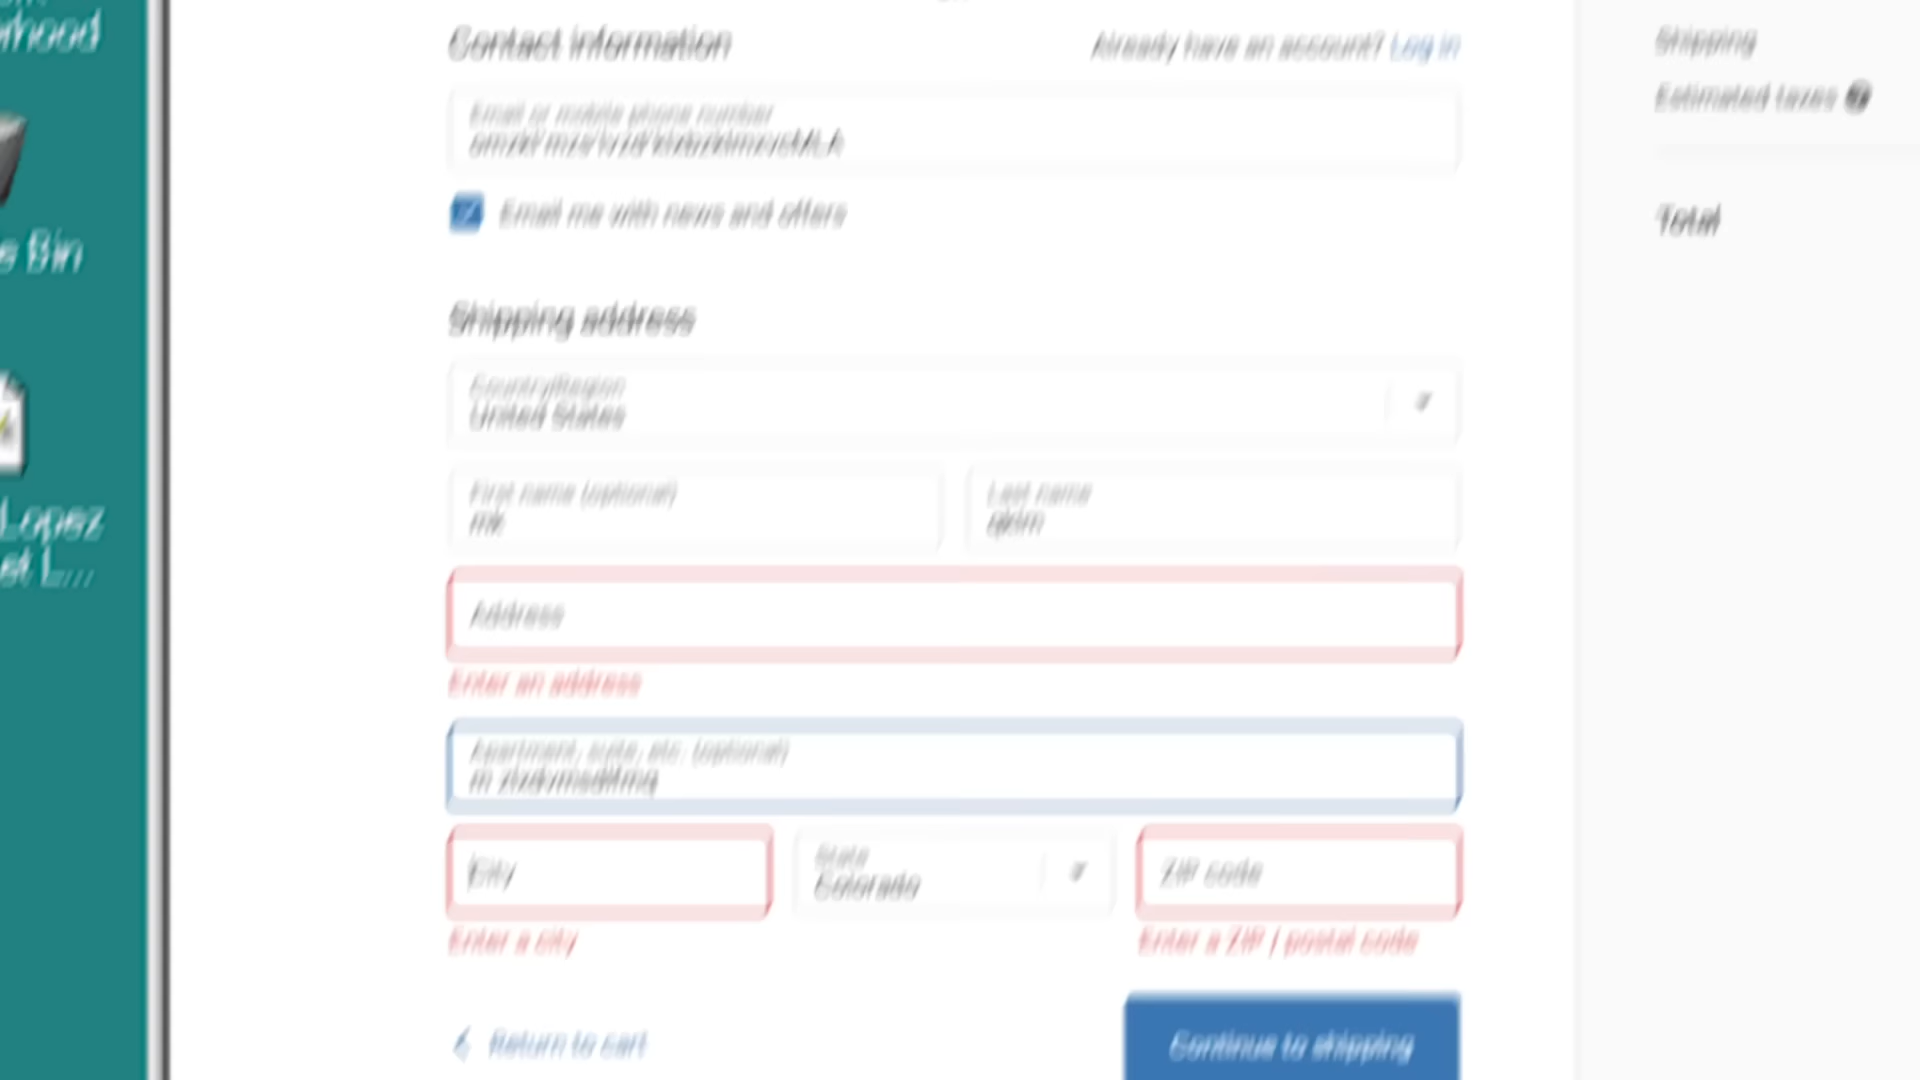 Contact information
Already have an account? Log in
Email or mobile phone number
Email me with news and offers
Shipping address
Country/Region
United States
First name (optional)
mk
Last name
Address
Enter an address
Apartment, suite, etc. (optional)
City
State
Colorado
ZIP code
Enter a city
Enter a ZIP / postal code
Return to cart
Continue to shipping
Shipping
Estimated taxes
Total
Bin
Lopez